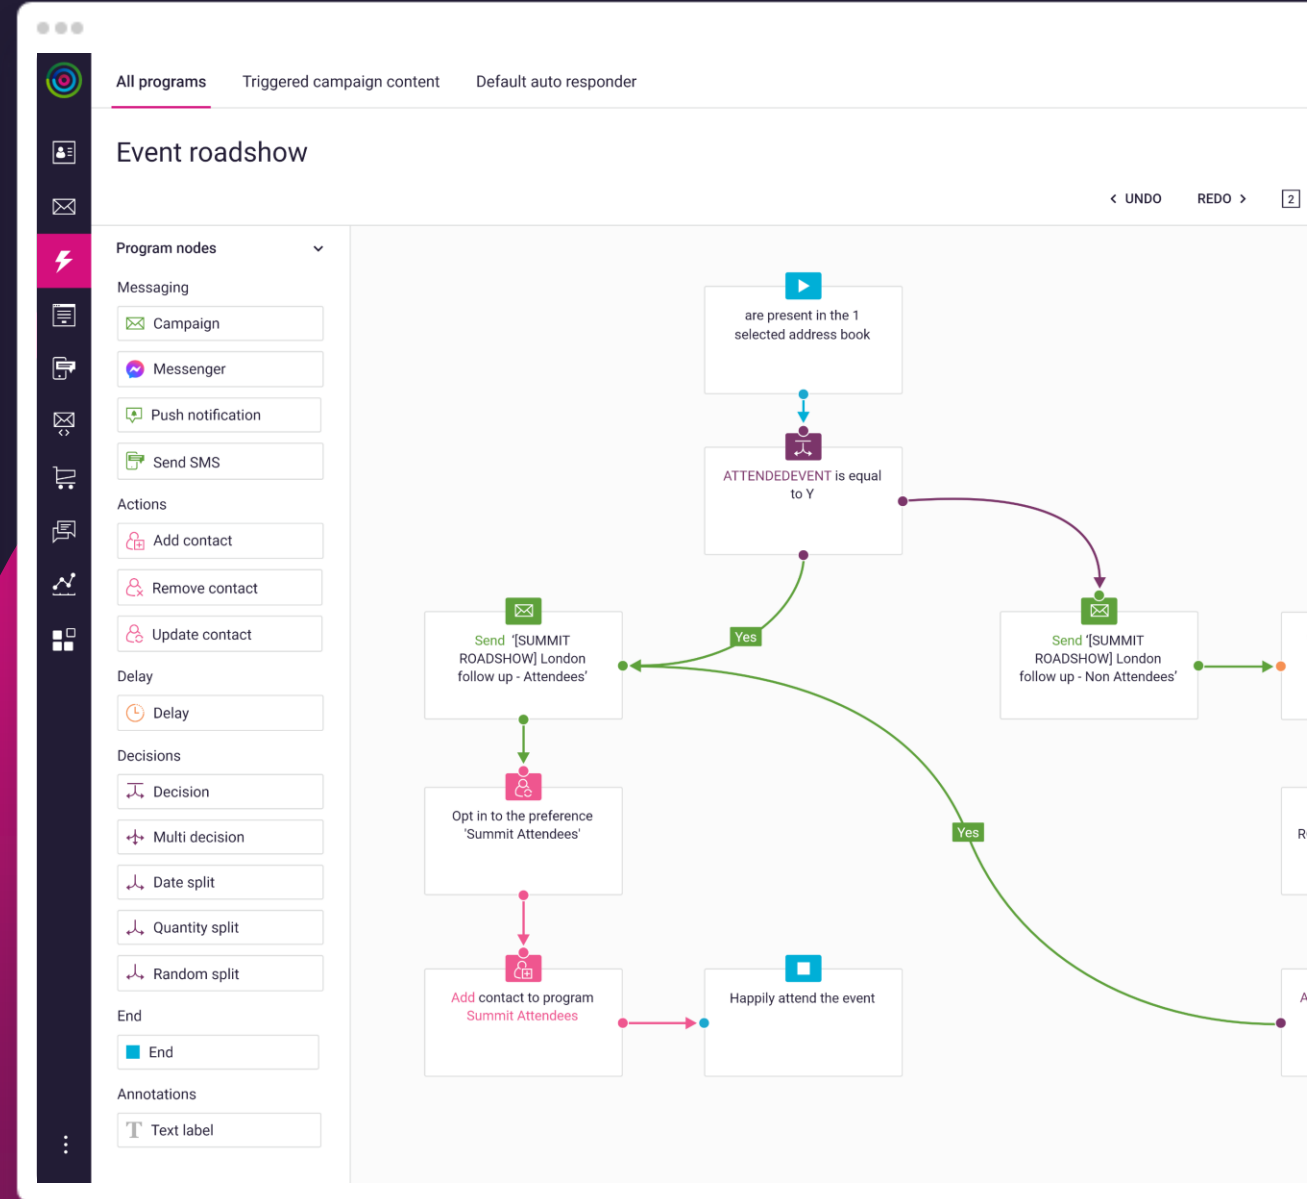 All programs
Triggered campaign content
Default auto responder
Event roadshow
UNDO
REDO
2
Program nodes
Messaging
Campaign
Messenger
Push notification
Send SMS
Actions
Add contact
Remove contact
Update contact
Delay
Delay
Decisions
Decision
Multi decision
Date split
Quantity split
Random split
End
End
Annotations
T Text label
are present in the 1
selected address book
ATTENDEDEVENT is equal
to Y
Yes
Send '[SUMMIT
ROADSHOW] London
follow up - Attendees'
Send '[SUMMIT
ROADSHOW] London
follow up - Non Attendees'
Opt in to the preference
'Summit Attendees'
Yes
Add contact to program
Summit Attendees
Happily attend the event